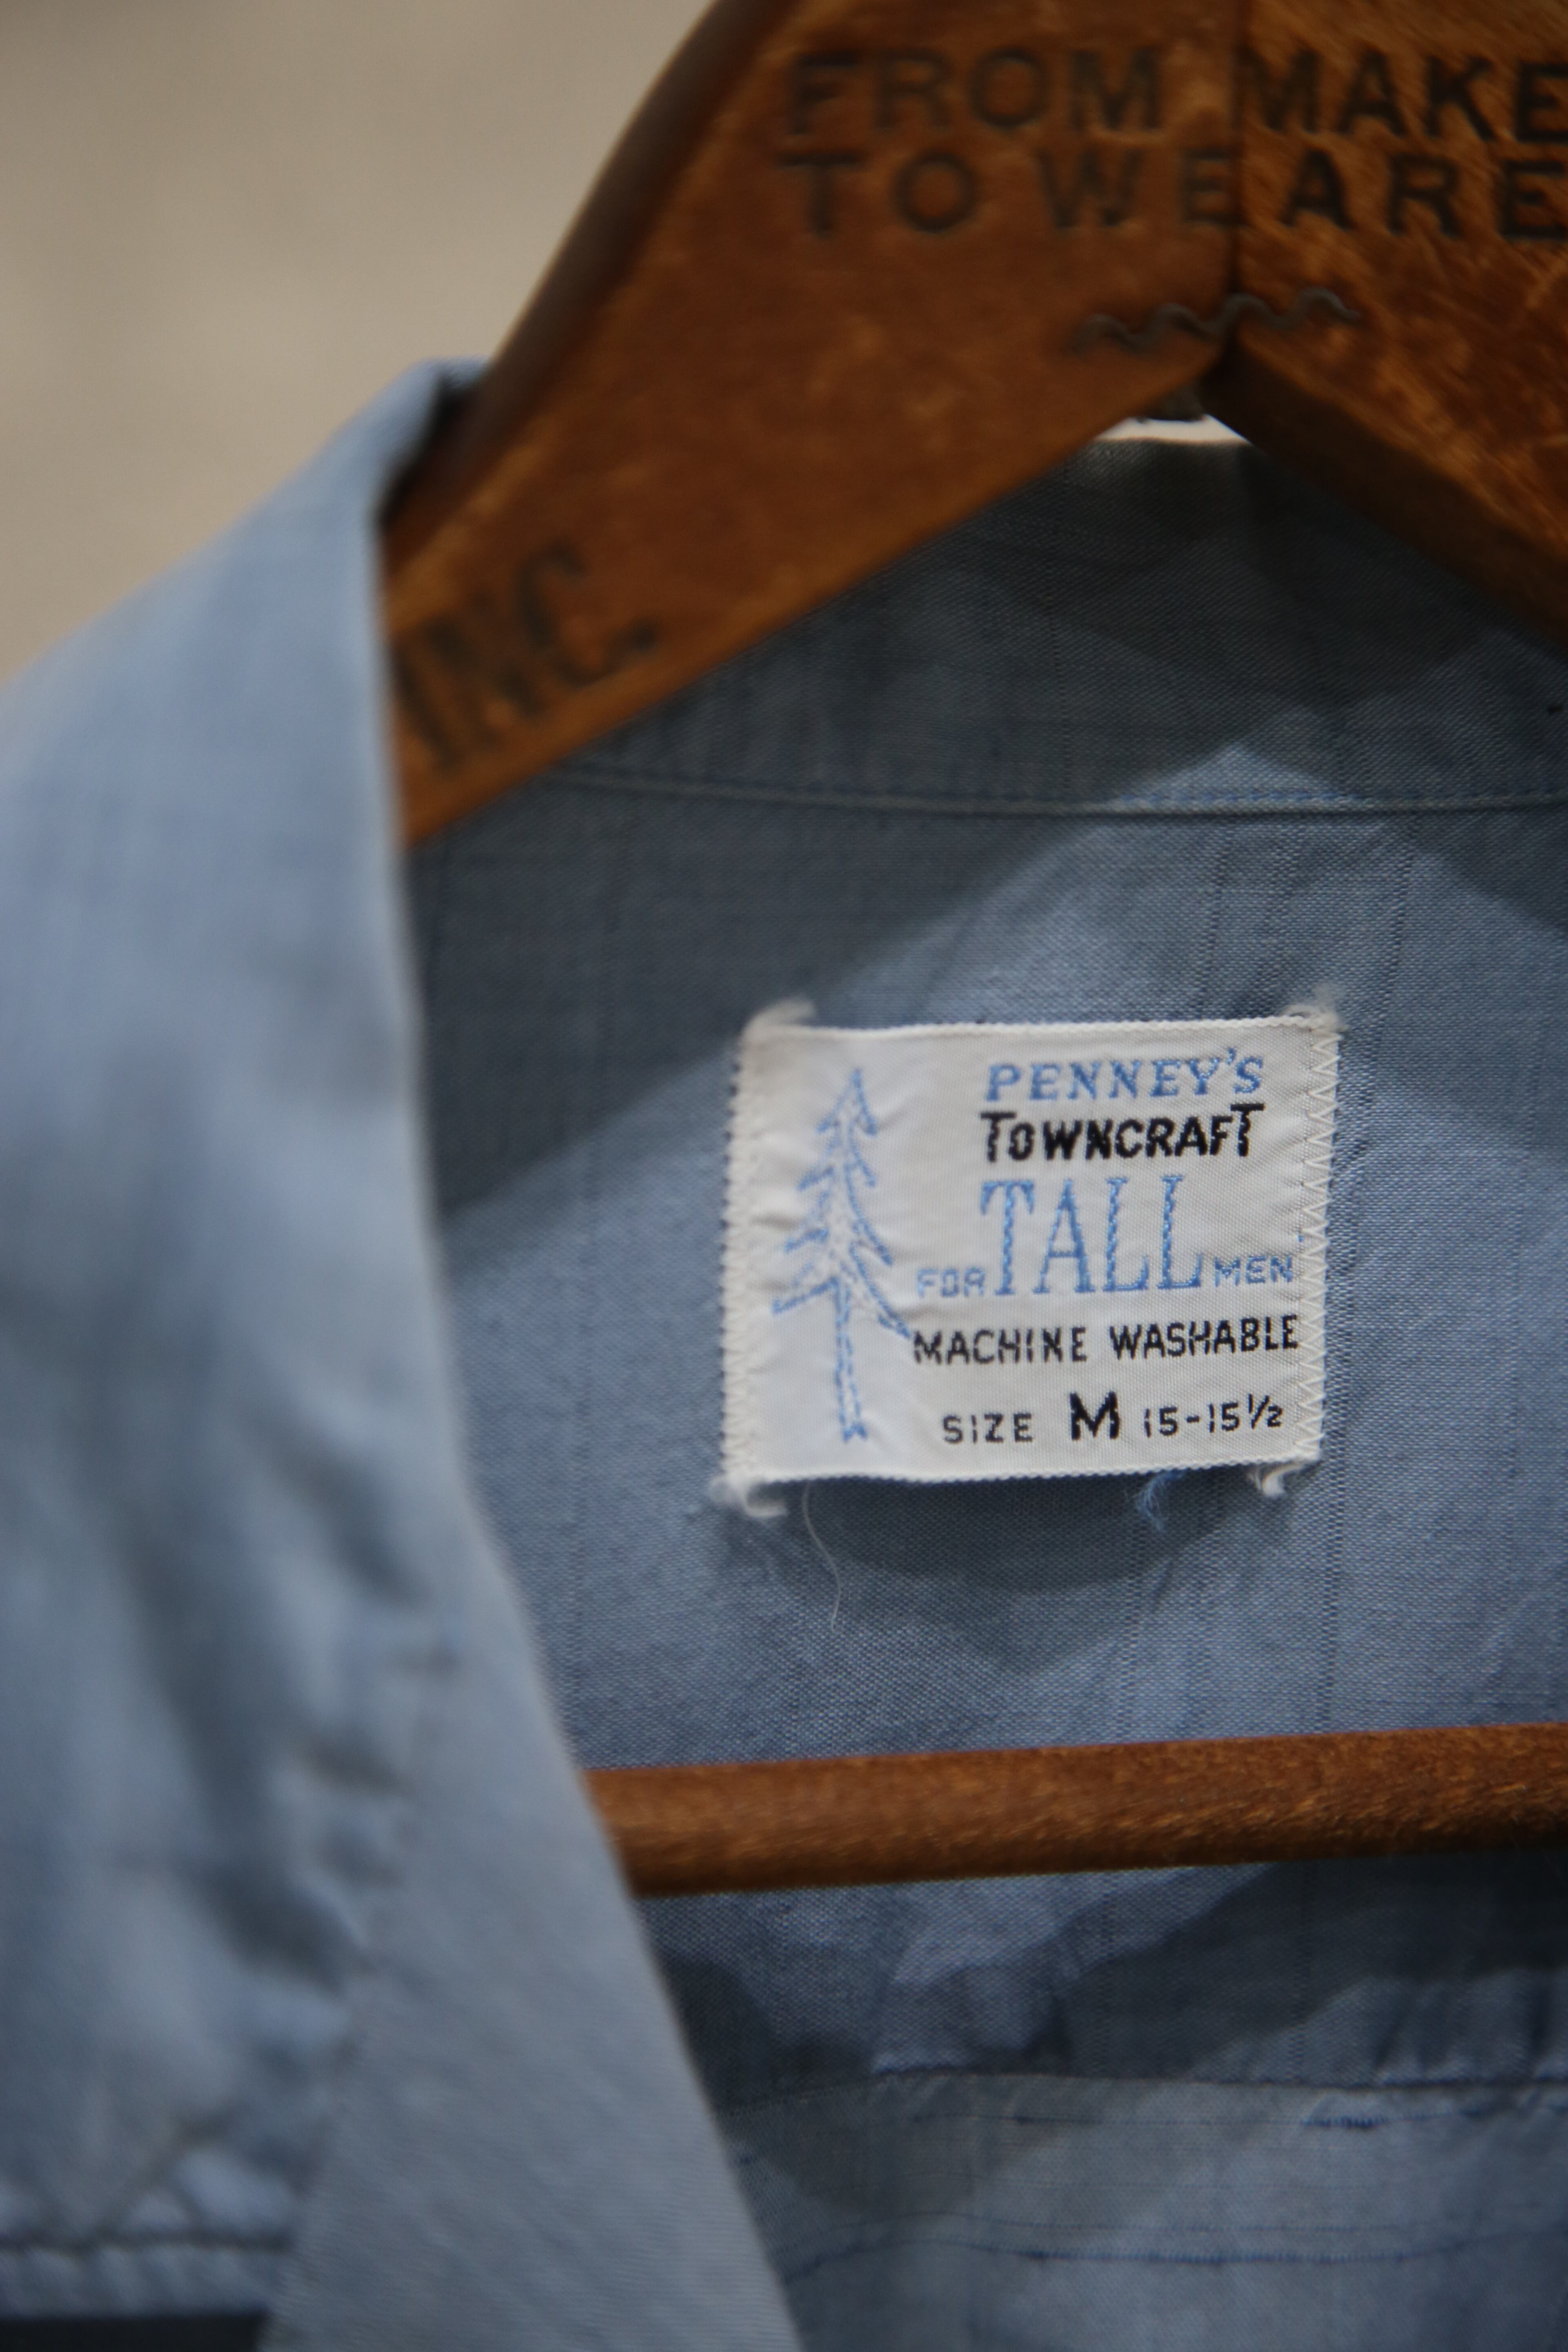 FROM MAKE
TO WEARE
INC.
PENNEY'S
TOWNCRAFT
FOR TALL MEN
MACHINE WASHABLE
SIZE M 15-15½